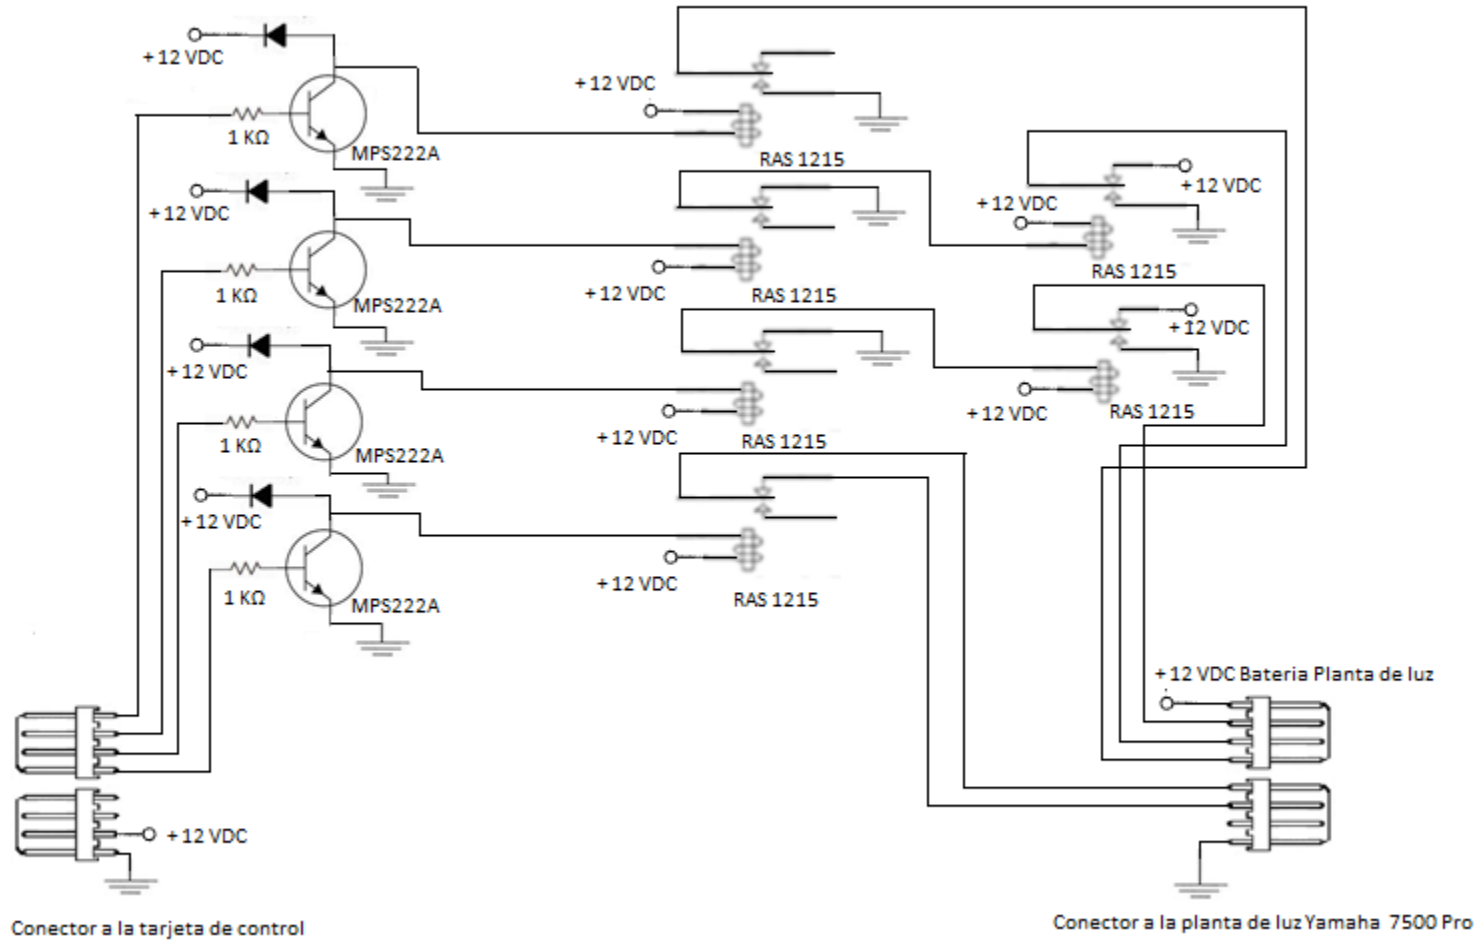 + 12 VDC
1 KΩ
MPS222A
+ 12 VDC
RAS 1215
+ 12 VDC
1 KΩ
MPS222A
+ 12 VDC
RAS 1215
+ 12 VDC
+ 12 VDC
RAS 1215
+ 12 VDC
1 KΩ
MPS222A
+ 12 VDC
RAS 1215
+ 12 VDC
+ 12 VDC
RAS 1215
+ 12 VDC
1 KΩ
MPS222A
+ 12 VDC
RAS 1215
+ 12 VDC Bateria Planta de luz
+ 12 VDC
Conector a la tarjeta de control
Conector a la planta de luz Yamaha 7500 Pro